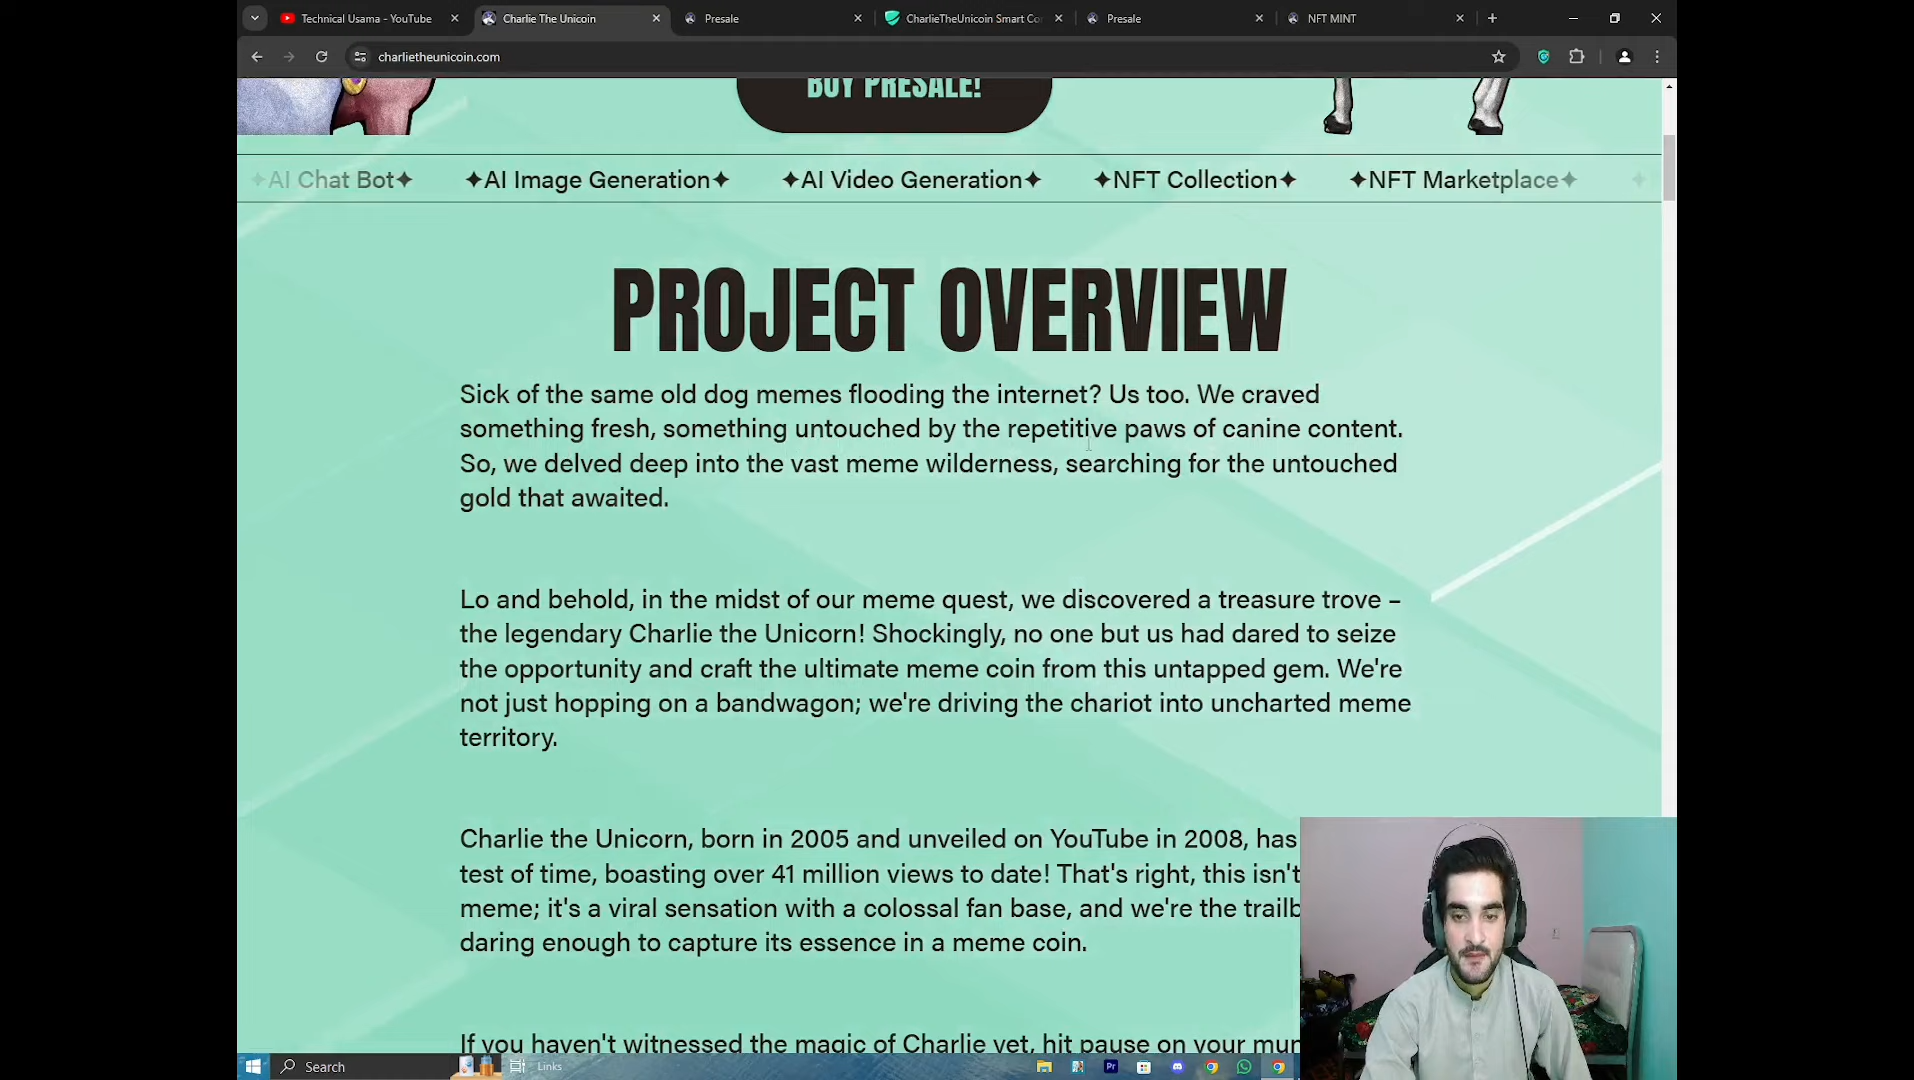 Technical Usama - YouTube
Charlie The Unicoin
Presale
CharlieTheUnicoin Smart Co
Presale
NFT MINT
charlietheunicoin.com
BUY PRESALE!
✦AI Chat Bot✦ ✦AI Image Generation✦ ✦AI Video Generation✦ ✦NFT Collection✦ ✦NFT Marketplace✦
PROJECT OVERVIEW
Sick of the same old dog memes flooding the internet? Us too. We craved
something fresh, something untouched by the repetitive paws of canine content.
So, we delved deep into the vast meme wilderness, searching for the untouched
gold that awaited.
Lo and behold, in the midst of our meme quest, we discovered a treasure trove –
the legendary Charlie the Unicorn! Shockingly, no one but us had dared to seize
the opportunity and craft the ultimate meme coin from this untapped gem. We're
not just hopping on a bandwagon; we're driving the chariot into uncharted meme
territory.
Charlie the Unicorn, born in 2005 and unveiled on YouTube in 2008, has
test of time, boasting over 41 million views to date! That's right, this isn't
meme; it's a viral sensation with a colossal fan base, and we're the trailb
daring enough to capture its essence in a meme coin.
If you haven't witnessed the magic of Charlie yet, hit pause on your mun
Search
Links
Pr